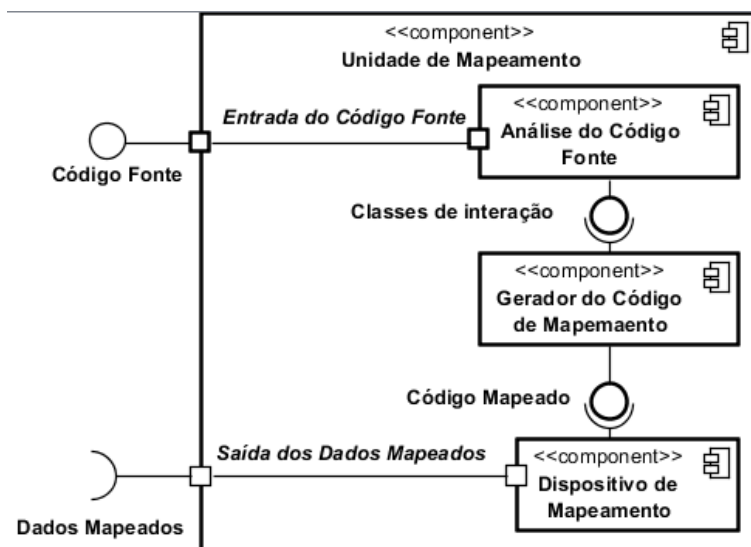 <<component>>
Unidade de Mapeamento
Entrada do Código Fonte
<<component>>
Análise do Código
Fonte
Código Fonte
Classes de interação
<<component>>
Gerador do Código
de Mapemaento
Código Mapeado
Saída dos Dados Mapeados
<<component>>
Dispositivo de
Mapeamento
Dados Mapeados